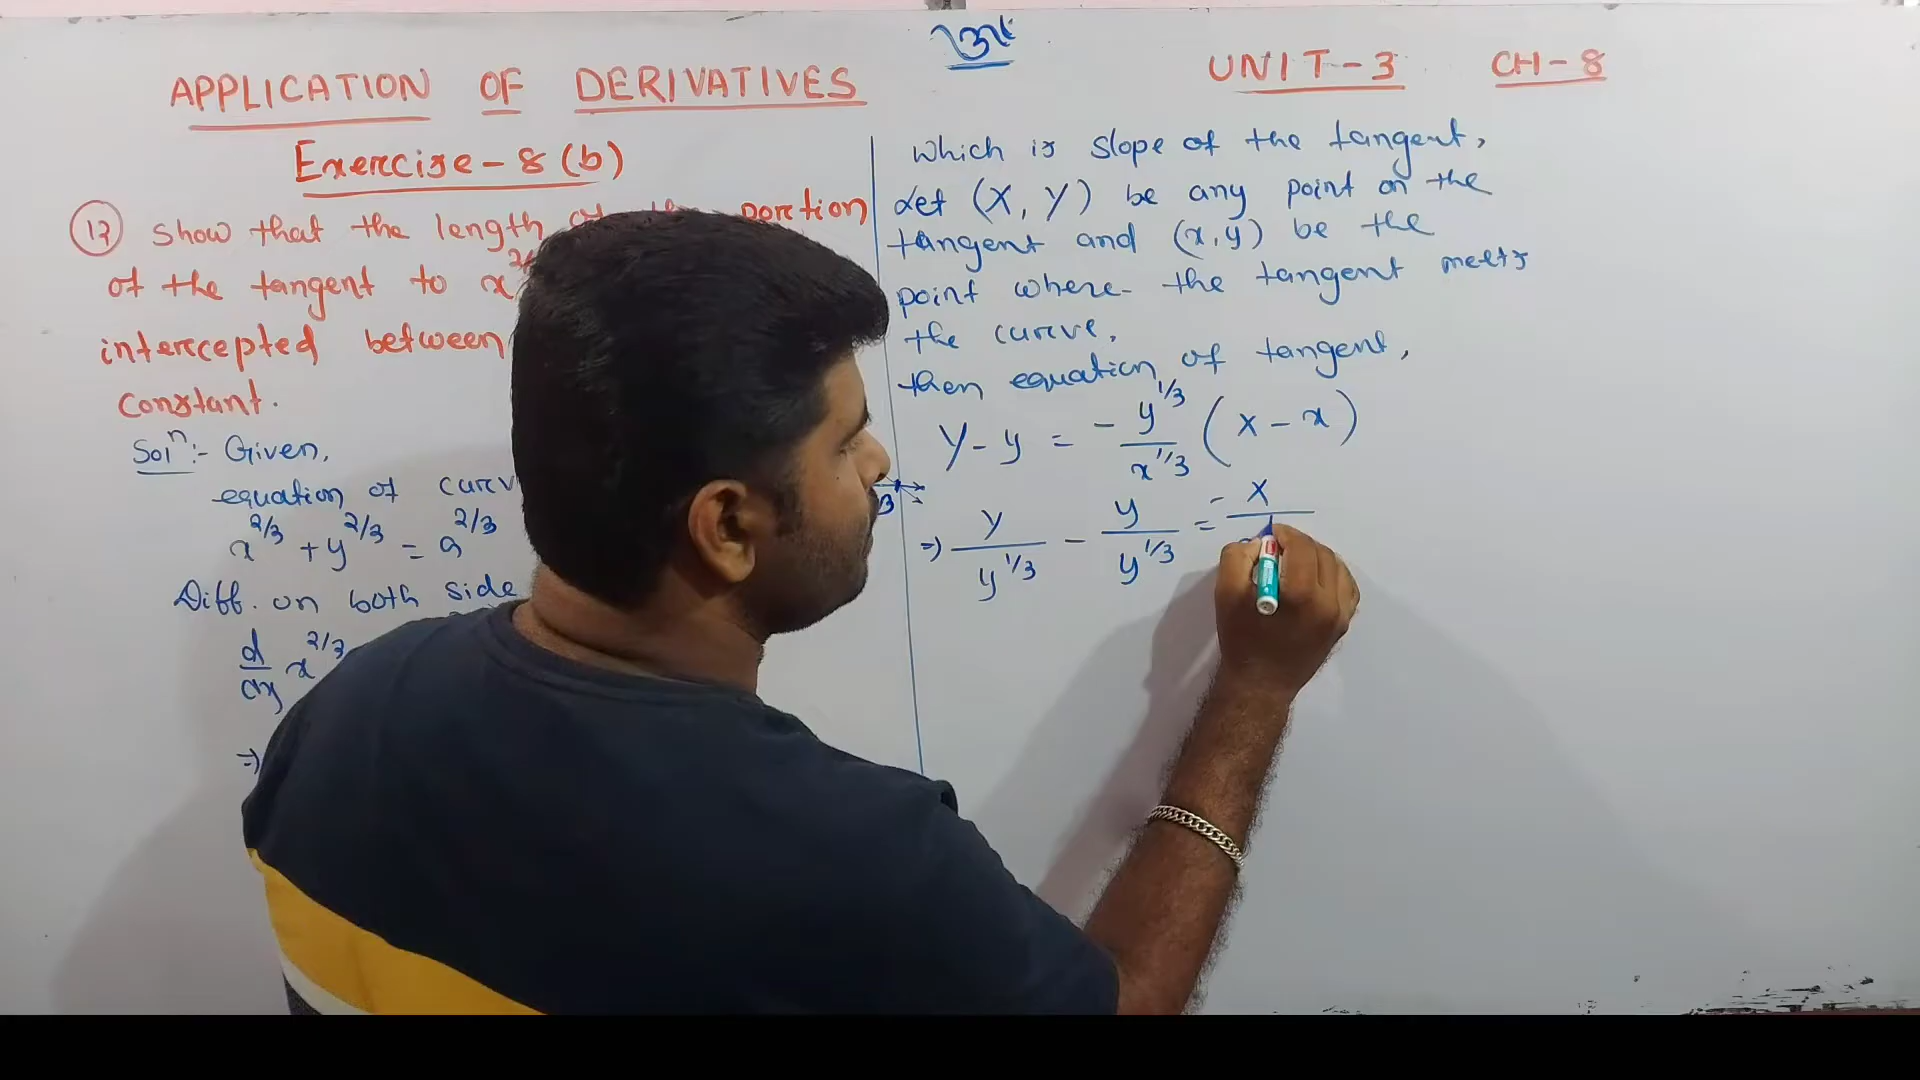 APPLICATION OF DERIVATIVES
UNIT-3 CH-8
Exercise-8(b)
13 Show that the length portion
of the tangent to x
intercepted between
Constant.
Solⁿ:- Given,
equation of curv
x^2/3 + y^2/3 = a^2/3
Diff. on both side
d/dx x^2/3
=>
B
Which is slope of the tangent,
Let (X, Y) be any point on the
tangent and (x, y) be the
point where the tangent meets
the curve,
then equation of tangent,
Y - y = - y^1/3 / x^1/3 (X - x)
=> Y / y^1/3 - y / y^1/3 = - X